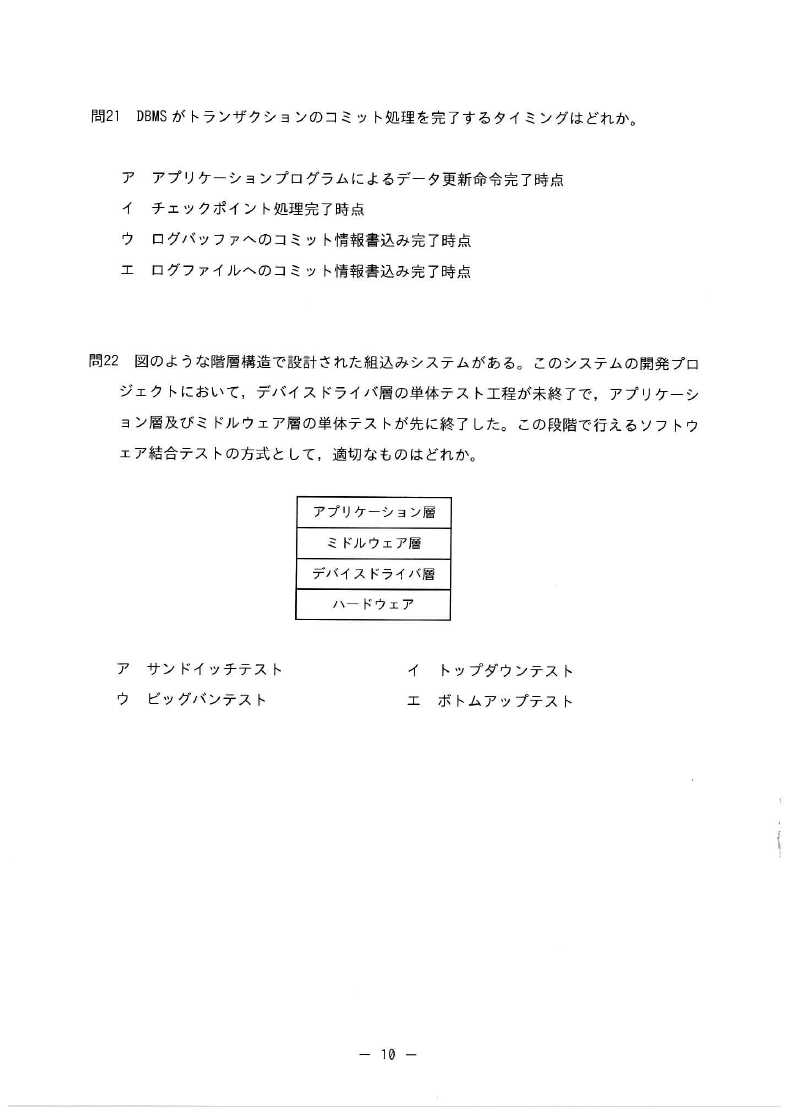 問21 DBMS がトランザクションのコミット処理を完了するタイミングはどれか。
ア アプリケーションプログラムによるデータ更新命令完了時点
イ チェックポイント処理完了時点
ウ ログバッファへのコミット情報書込み完了時点
エ ログファイルへのコミット情報書込み完了時点
問22 図のような階層構造で設計された組込みシステムがある。このシステムの開発プロ
ジェクトにおいて，デバイスドライバ層の単体テスト工程が未終了で，アプリケーシ
ョン層及びミドルウェア層の単体テストが先に終了した。この段階で行えるソフトウ
ェア結合テストの方式として，適切なものはどれか。
アプリケーション層
ミドルウェア層
デバイスドライバ層
ハードウェア
ア サンドイッチテスト イ トップダウンテスト
ウ ビッグバンテスト エ ボトムアップテスト
― 10 ―